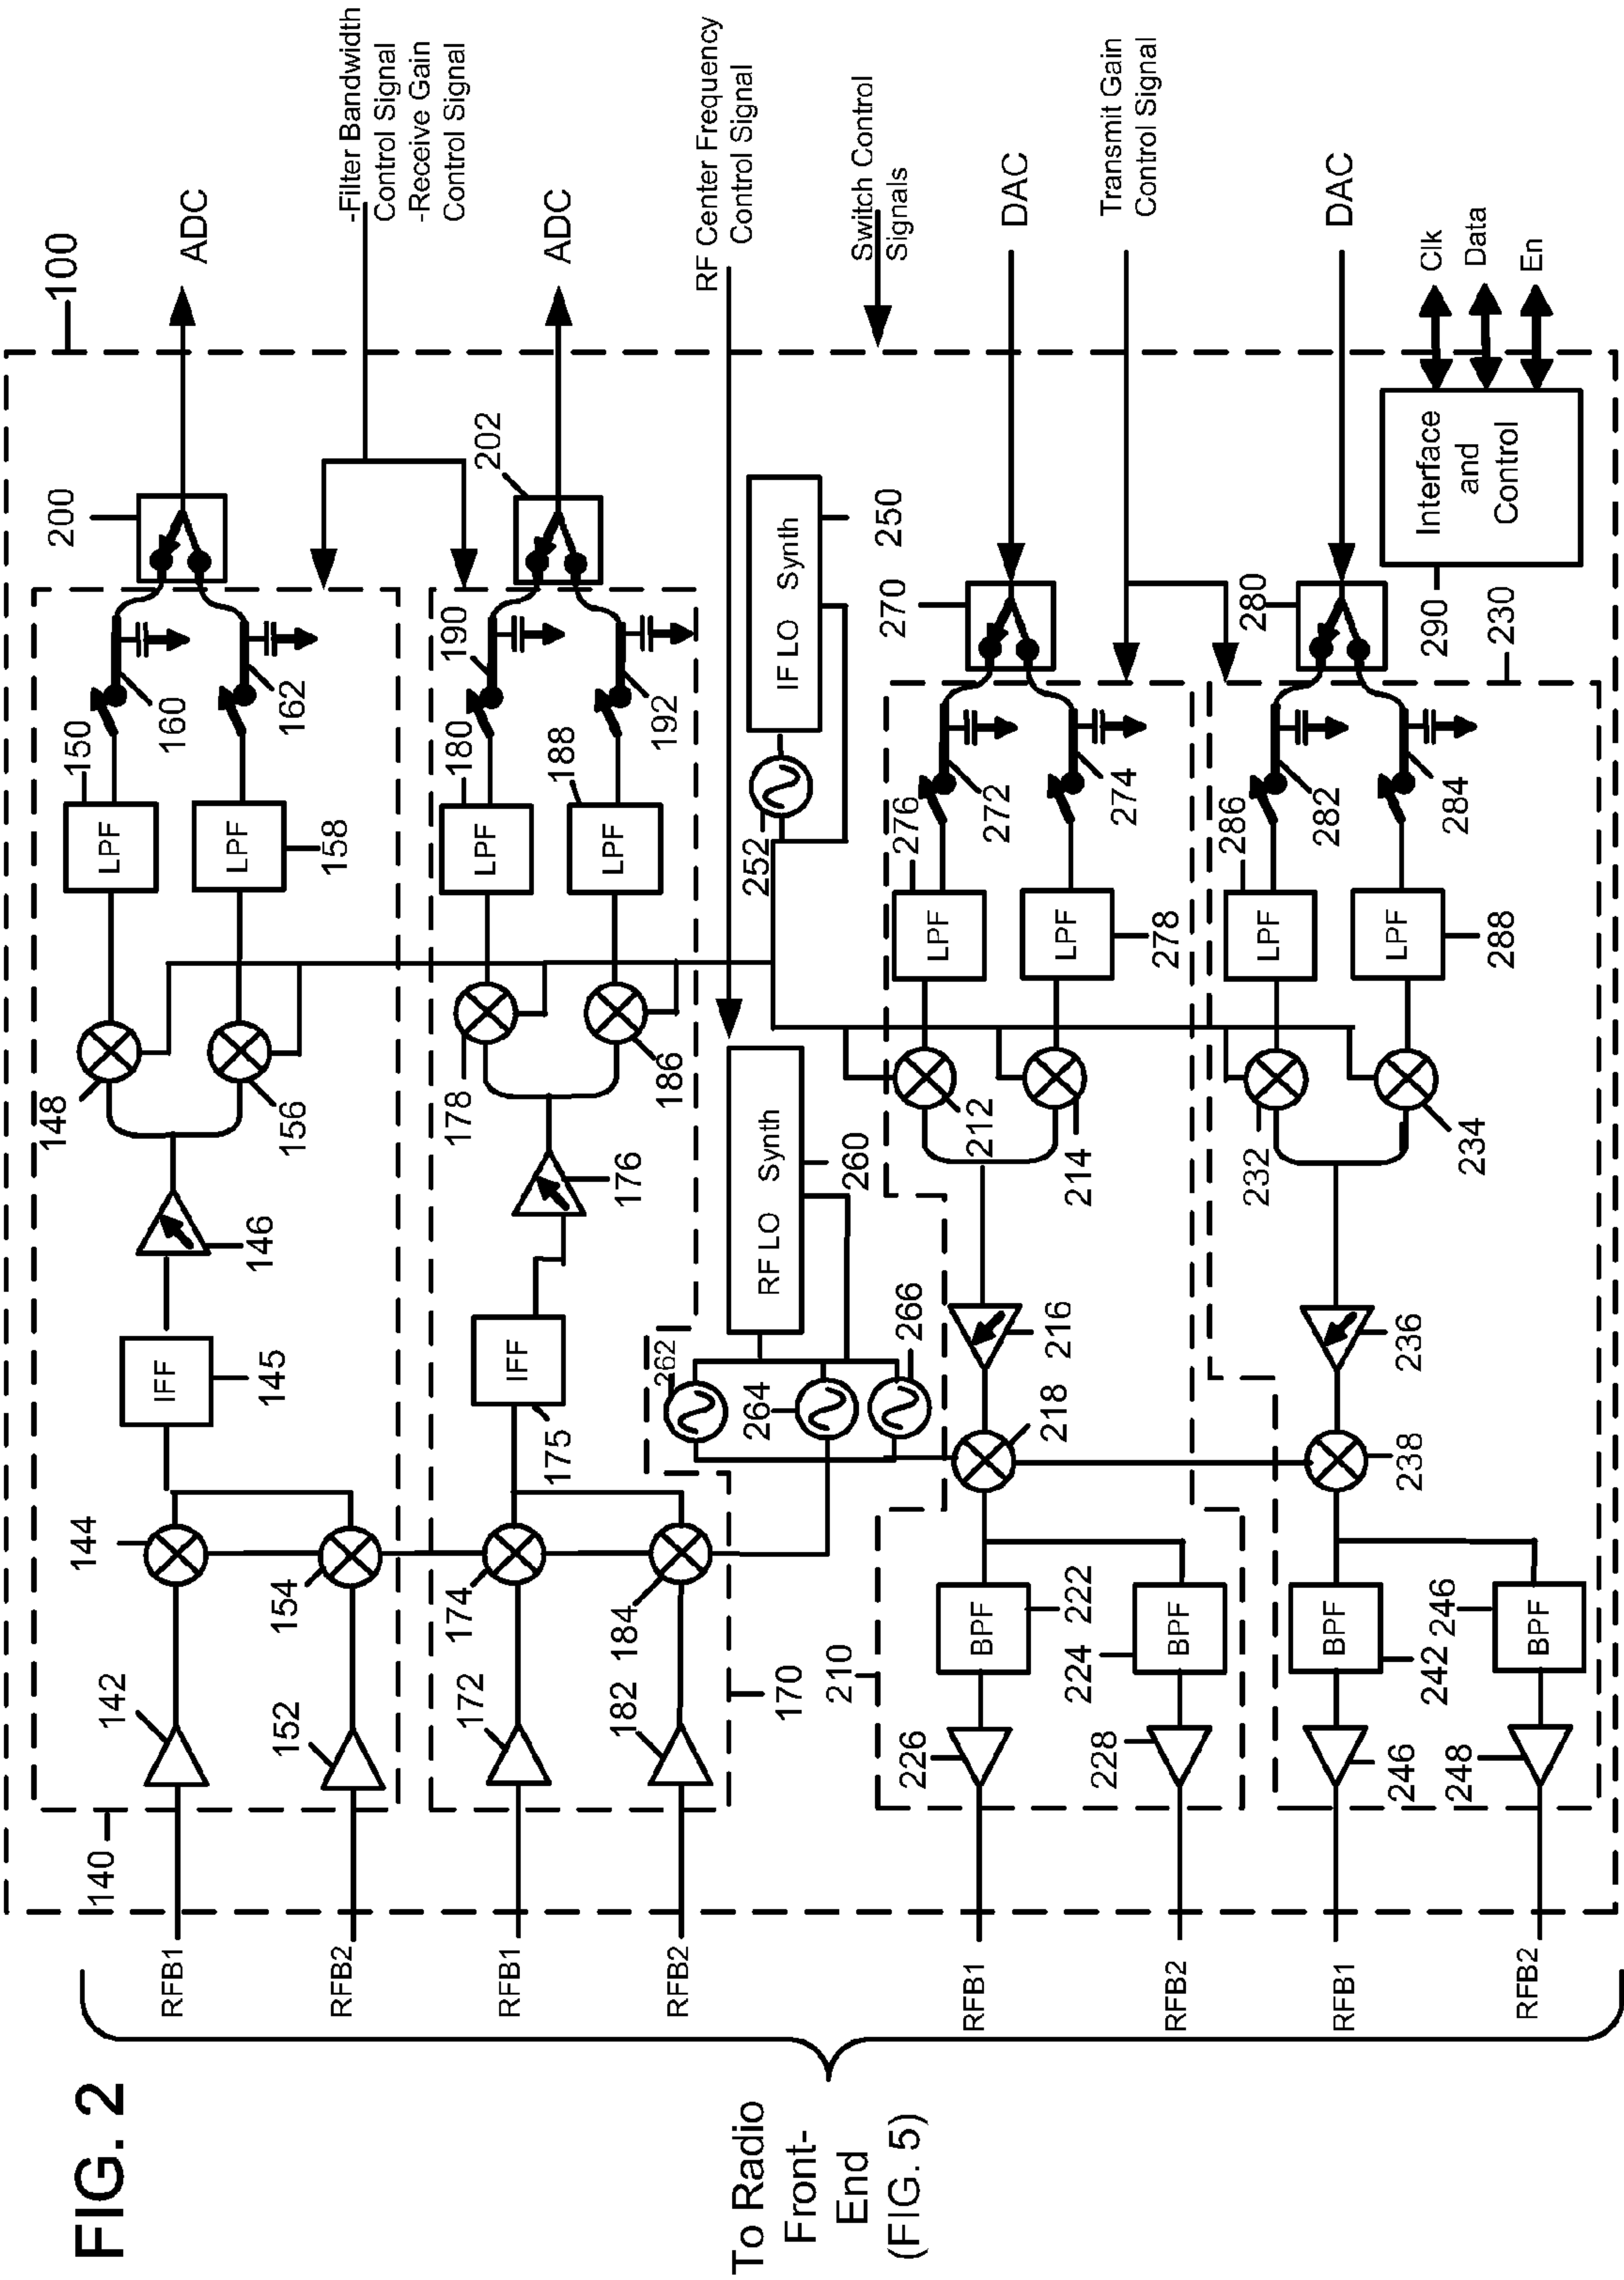 FIG. 2
To Radio
Front-
End
(FIG. 5)
100
ADC
-Filter Bandwidth
Control Signal
-Receive Gain
Control Signal
ADC
RF Center Frequency
Control Signal
Switch Control
Signals
DAC
Transmit Gain
Control Signal
DAC
Clk
Data
En
RFB1
RFB2
140
142
152
144
154
IFF
145
146
148
156
LPF
150
LPF
158
160
162
200
RFB1
RFB2
170
172
182
174
184
IFF
175
176
178
186
LPF
180
LPF
188
190
192
202
IF LO Synth
250
252
RF LO Synth
260
262
264
266
RFB1
RFB2
210
226
228
BPF
222
BPF
224
218
216
212
214
LPF
276
LPF
278
272
274
270
RFB1
RFB2
246
248
BPF
242
BPF
246
238
236
232
234
LPF
286
LPF
288
282
284
280
230
290
Interface
and
Control